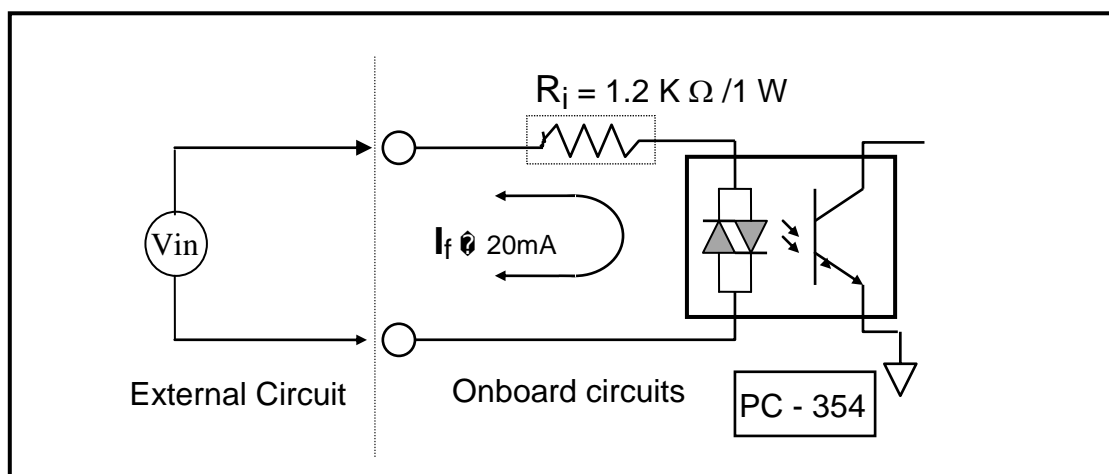 Ri = 1.2 K Ω /1 W
Vin
If � 20mA
External Circuit
Onboard circuits
PC - 354